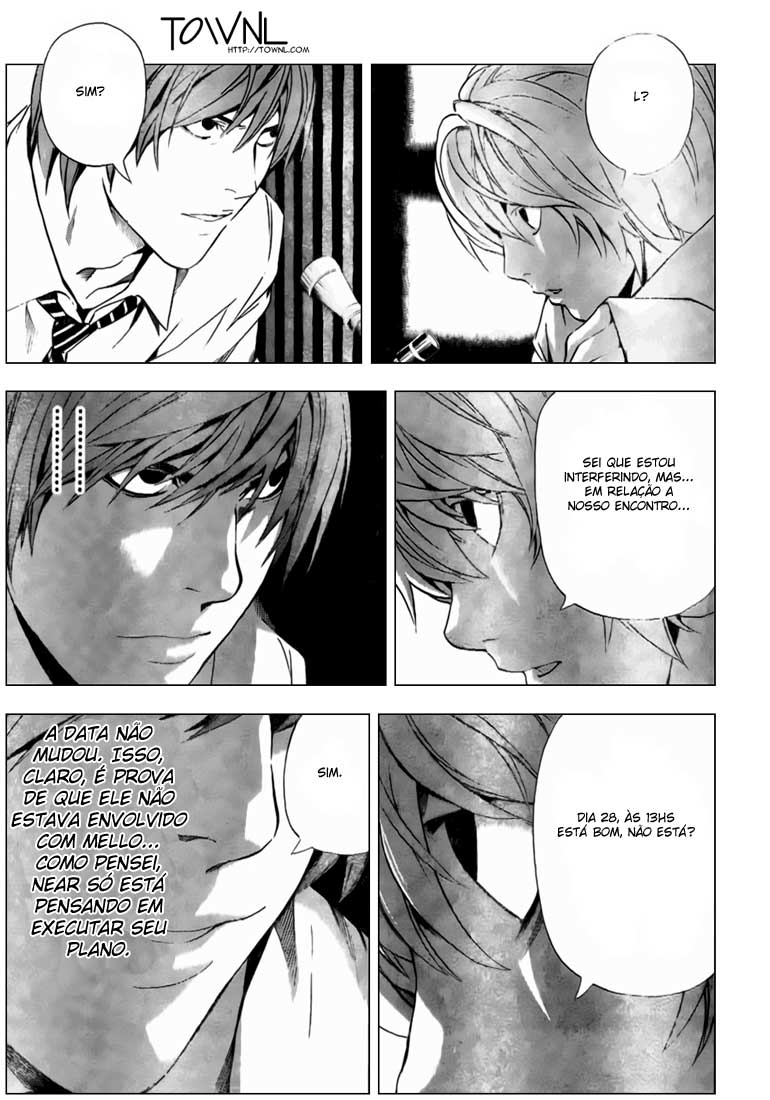 TOWNL
HTTP://TOWNL.COM
L?
SIM?
SEI QUE ESTOU
INTERFERINDO, MAS...
EM RELAÇÃO A
NOSSO ENCONTRO...
DIA 28, ÀS 13HS
ESTÁ BOM, NÃO ESTÁ?
SIM.
A DATA NÃO
MUDOU. ISSO,
CLARO, É PROVA
DE QUE ELE NÃO
ESTAVA ENVOLVIDO
COM MELLO...
COMO PENSEI,
NEAR SÓ ESTÁ
PENSANDO EM
EXECUTAR SEU
PLANO.